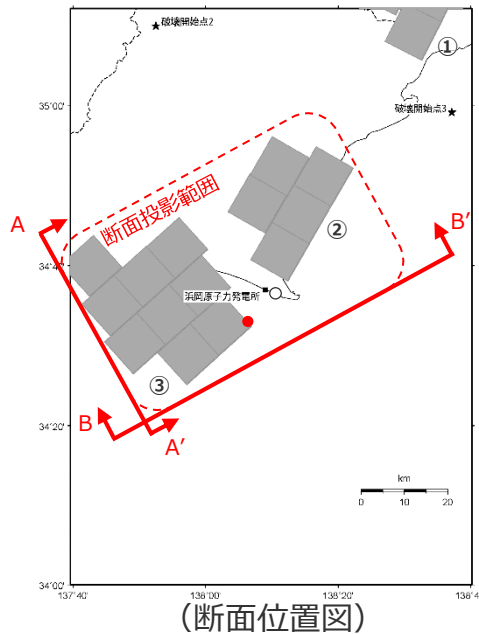 破壊開始点2
①
35˚00'
破壊開始点3
断面投影範囲
A
B’
②
34˚40'
浜岡原子力発電所
③
B
34˚20'
A’
km
0 10 20
34˚00'
137˚40' 138˚00' 138˚20' 138˚4
(断面位置図)